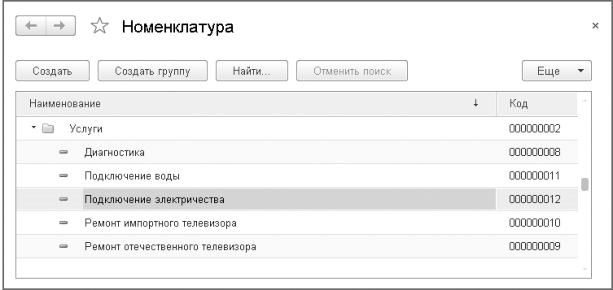 Номенклатура
Создать Создать группу Найти... Отменить поиск Еще
Наименование Код
Услуги 000000002
Диагностика 000000008
Подключение воды 000000011
Подключение электричества 000000012
Ремонт импортного телевизора 000000010
Ремонт отечественного телевизора 000000009